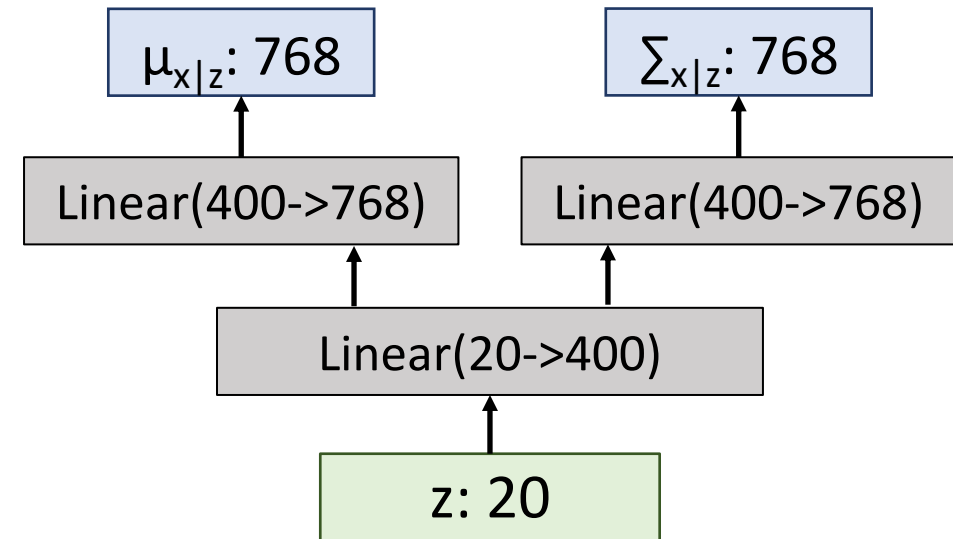 μx|z: 768
∑x|z: 768
Linear(400->768)
Linear(400->768)
Linear(20->400)
z: 20